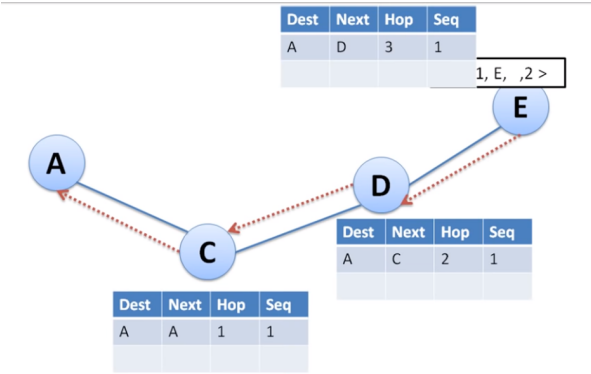 Dest Next Hop Seq
A D 3 1
1, E, ,2 >
E
A
D
Dest Next Hop Seq
A C 2 1
C
Dest Next Hop Seq
A A 1 1